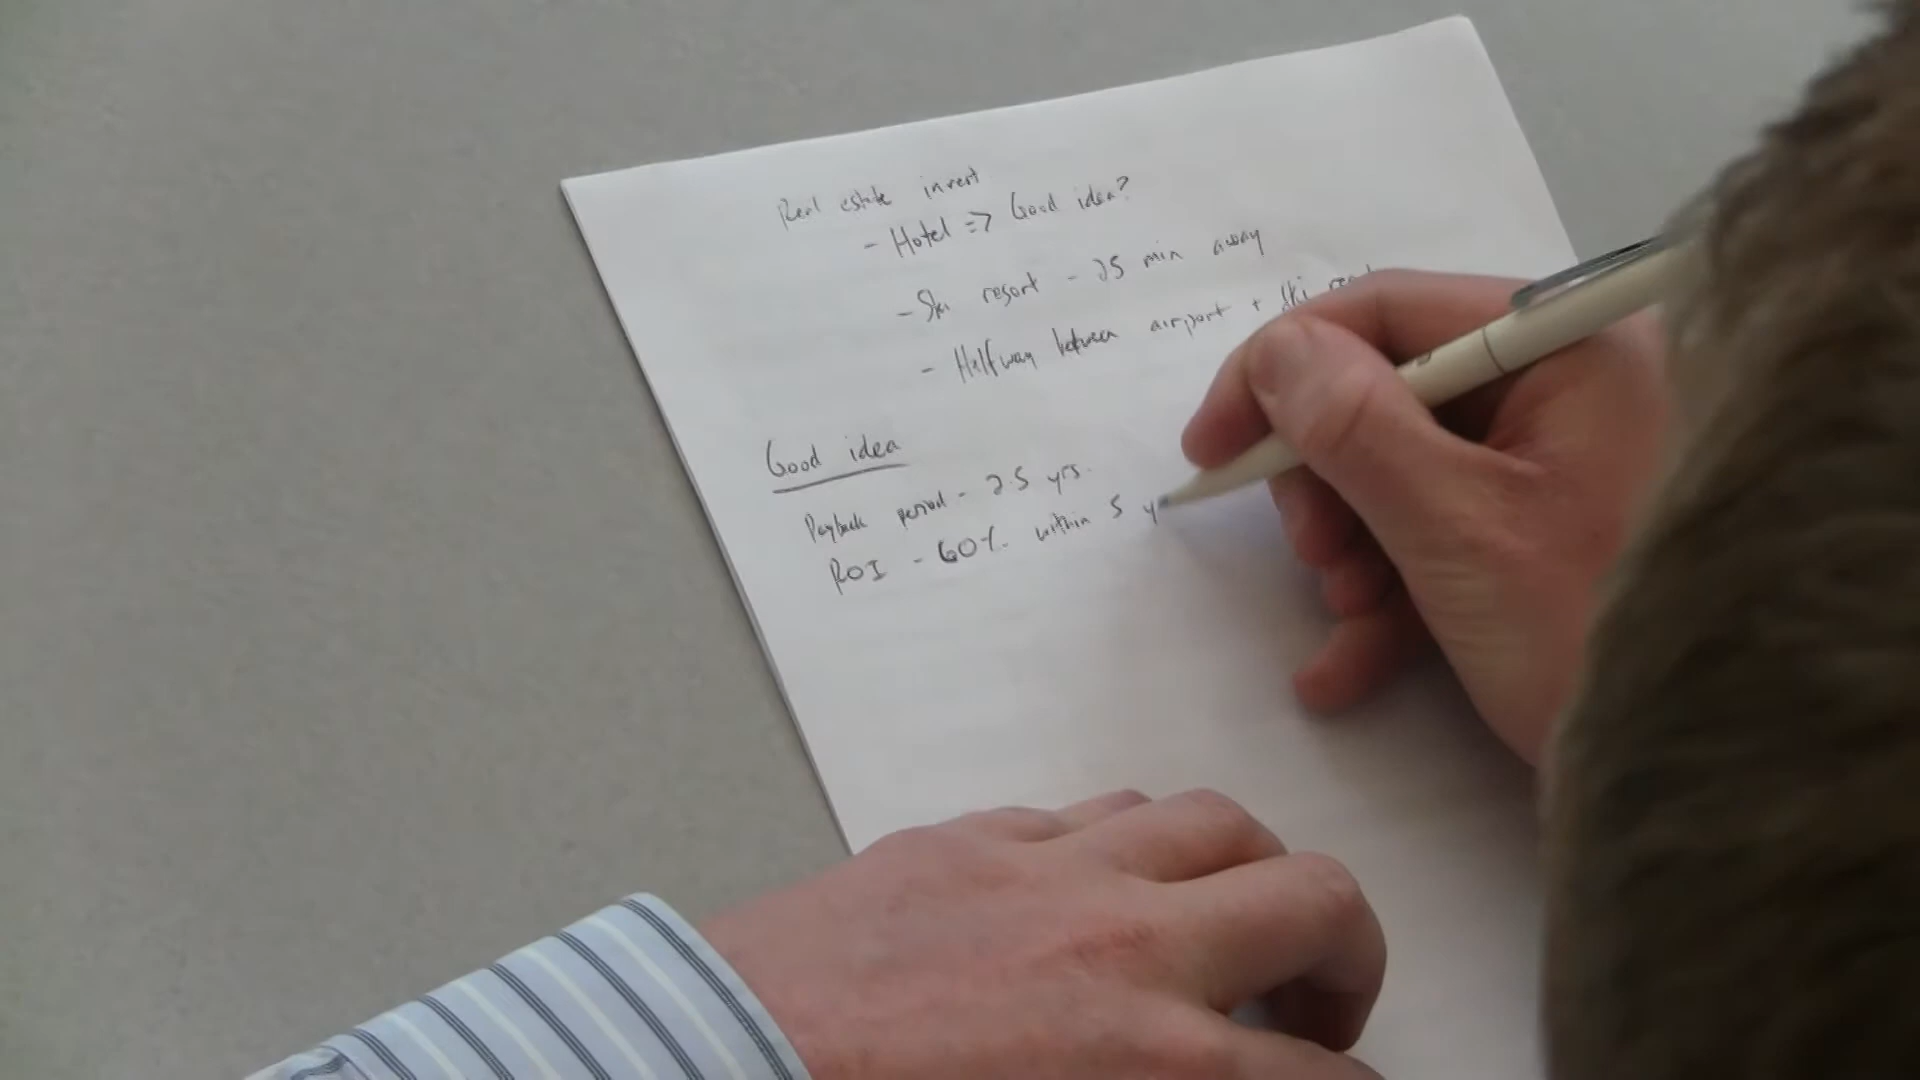 Real estate invest
- Hotel => Good idea?
- Ski resort - 25 min away
- Halfway between airport + ski
Good idea
Payback period - 2.5 yrs.
ROI - 60% within 5